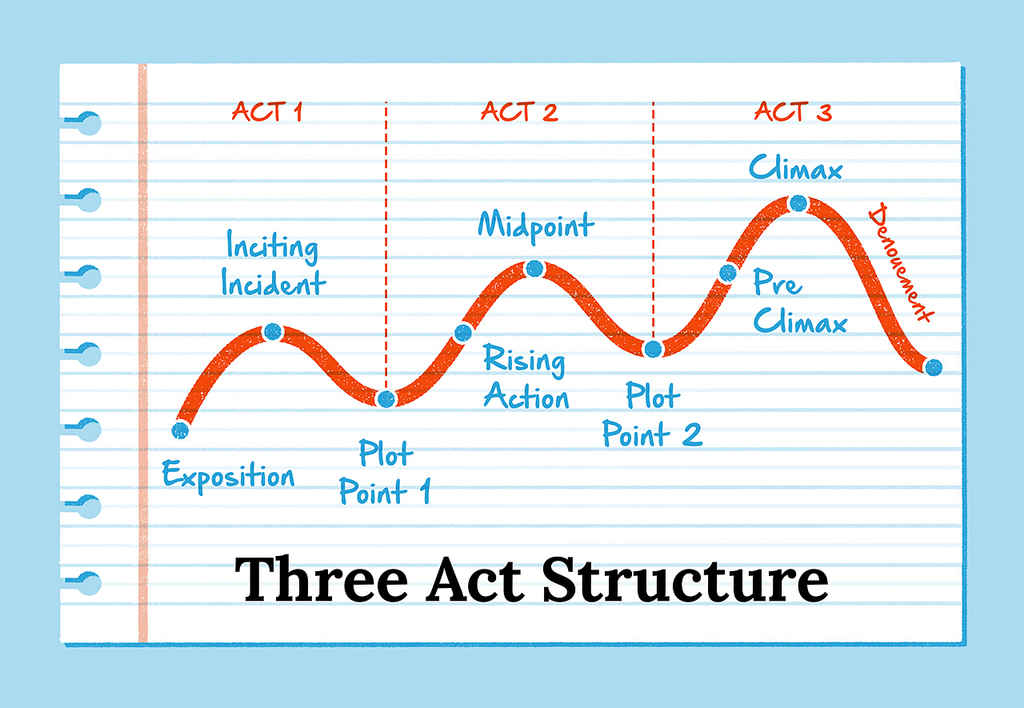 ACT 1
ACT 2
ACT 3
Inciting
Incident
Midpoint
Climax
Denouement
Exposition
Plot
Point 1
Rising
Action
Plot
Point 2
Pre
Climax
Three Act Structure